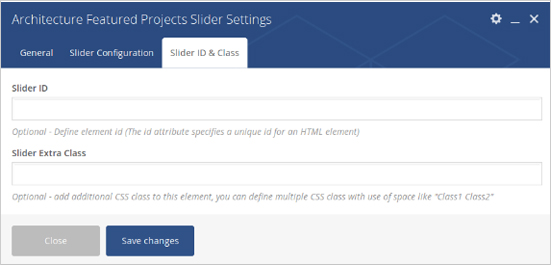 Architecture Featured Projects Slider Settings
General Slider Configuration Slider ID & Class
Slider ID
Optional - Define element id (The id attribute specifies a unique id for an HTML element)
Slider Extra Class
Optional - add additional CSS class to this element, you can define multiple CSS class with use of space like "Class1 Class2"
Close Save changes